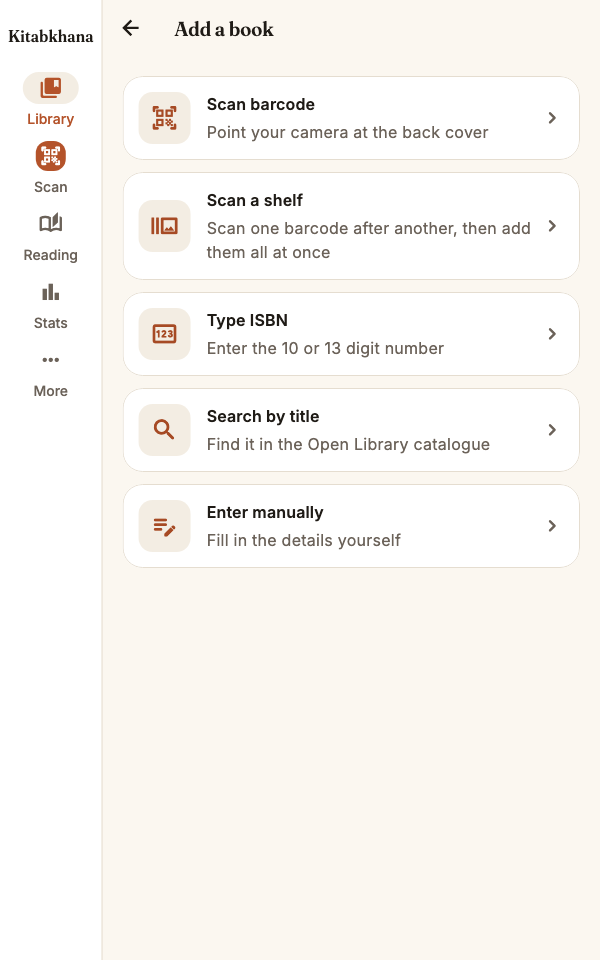 Kitabkhana
Library
Scan
Reading
Stats
More
Add a book
Scan barcode
Point your camera at the back cover
Scan a shelf
Scan one barcode after another, then add
them all at once
123
Type ISBN
Enter the 10 or 13 digit number
Search by title
Find it in the Open Library catalogue
Enter manually
Fill in the details yourself